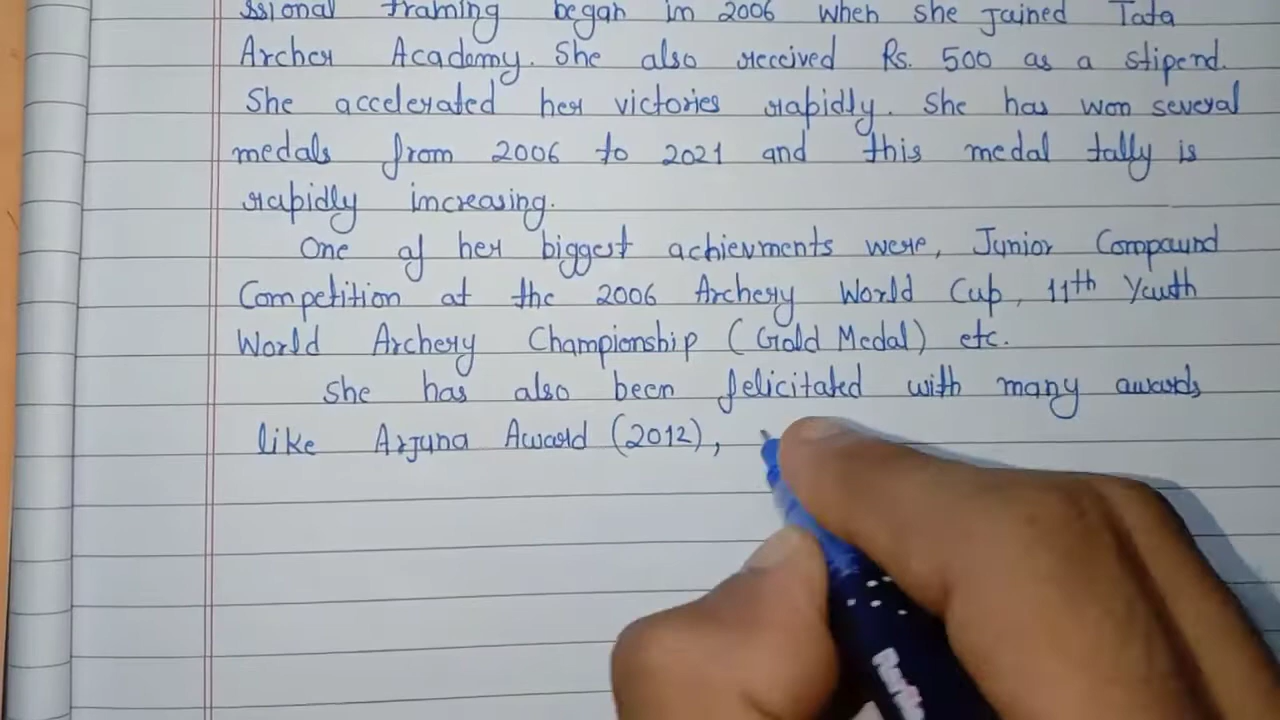 ssional training began in 2006 when she joined Tata
Archer Academy. She also received Rs. 500 as a stipend.
She accelerated her victories rapidly. She has won several
medals from 2006 to 2021 and this medal tally is
rapidly increasing.
One of her biggest achievments were, Junior Compound
Competition at the 2006 Archery World Cup, 11th Youth
World Archery Championship (Gold Medal) etc.
She has also been felicitated with many awards
like Arjuna Award (2012),